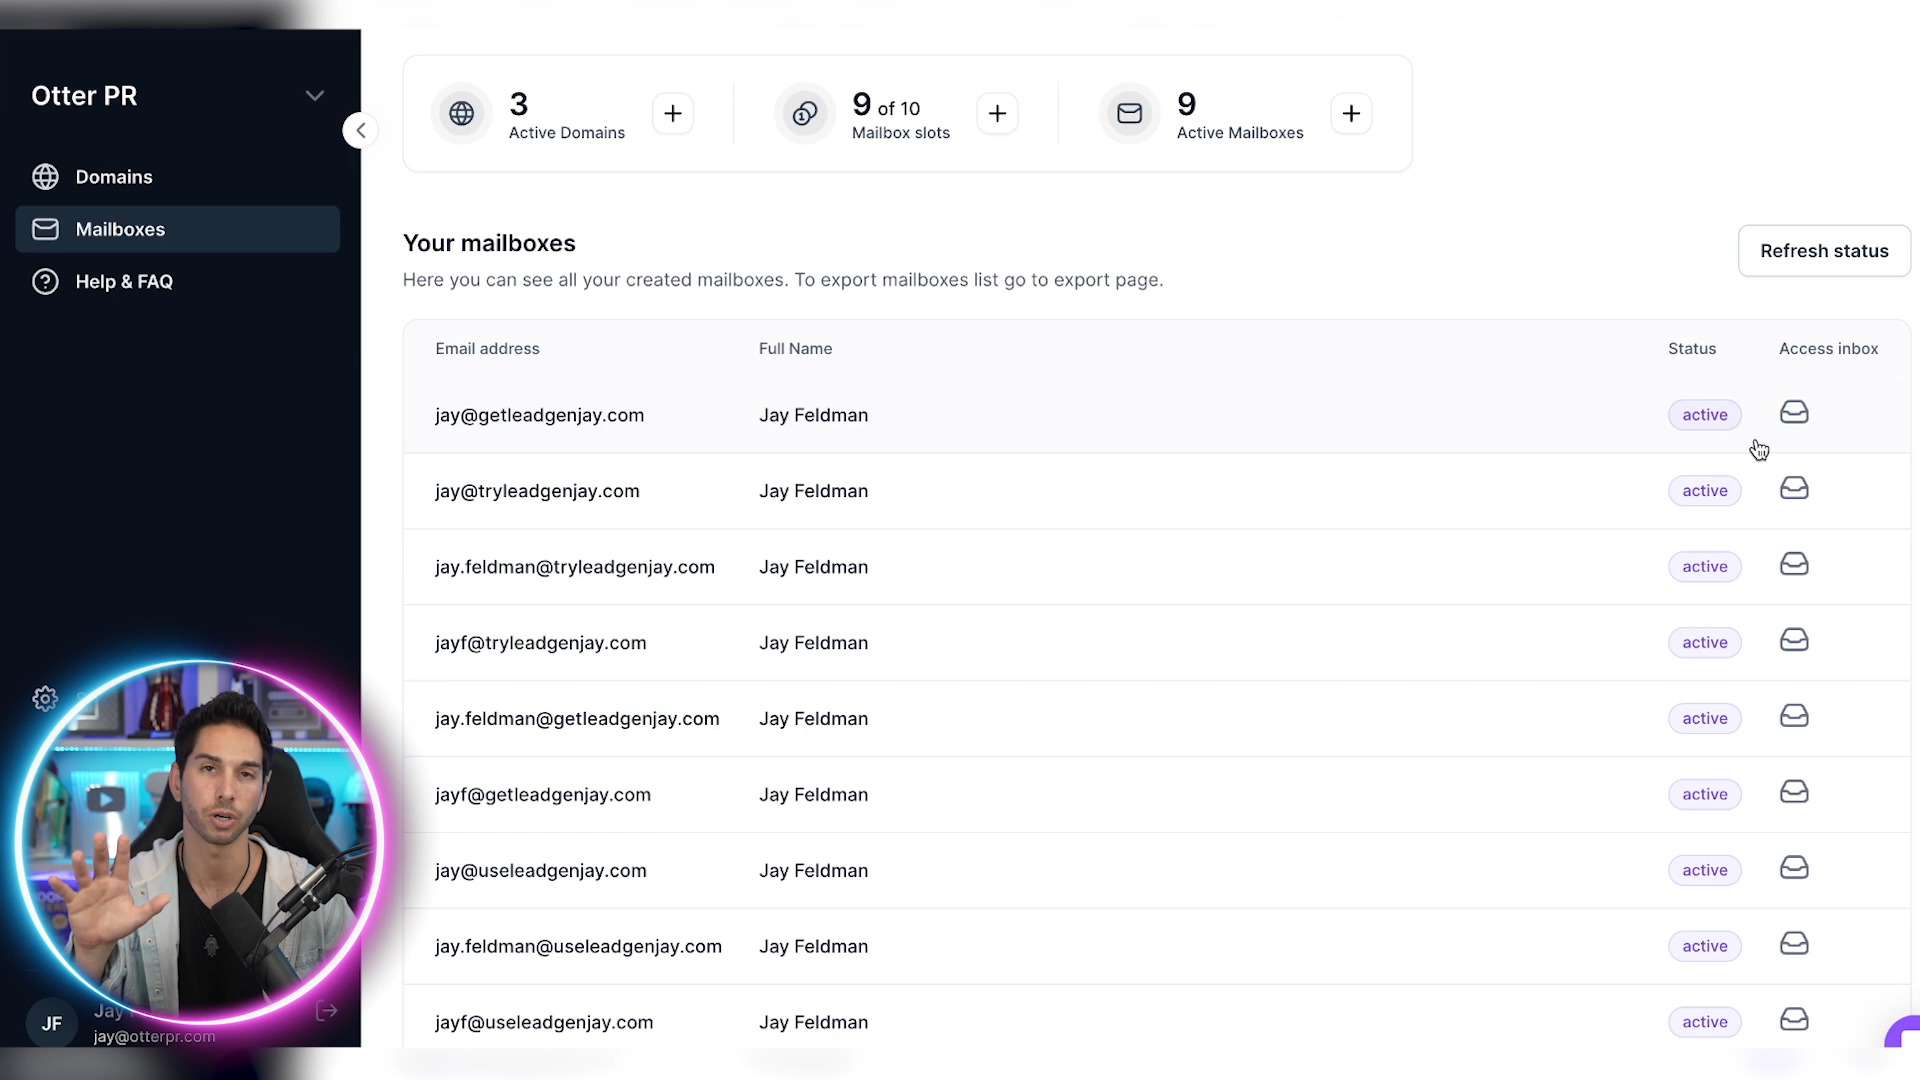 Otter PR
Domains
Mailboxes
Help & FAQ
JF
Jay
jay@otterpr.com
3
Active Domains
9 of 10
Mailbox slots
9
Active Mailboxes
Your mailboxes
Here you can see all your created mailboxes. To export mailboxes list go to export page.
Refresh status
Email address Full Name Status Access inbox
jay@getleadgenjay.com Jay Feldman active
jay@tryleadgenjay.com Jay Feldman active
jay.feldman@tryleadgenjay.com Jay Feldman active
jayf@tryleadgenjay.com Jay Feldman active
jay.feldman@getleadgenjay.com Jay Feldman active
jayf@getleadgenjay.com Jay Feldman active
jay@useleadgenjay.com Jay Feldman active
jay.feldman@useleadgenjay.com Jay Feldman active
jayf@useleadgenjay.com Jay Feldman active